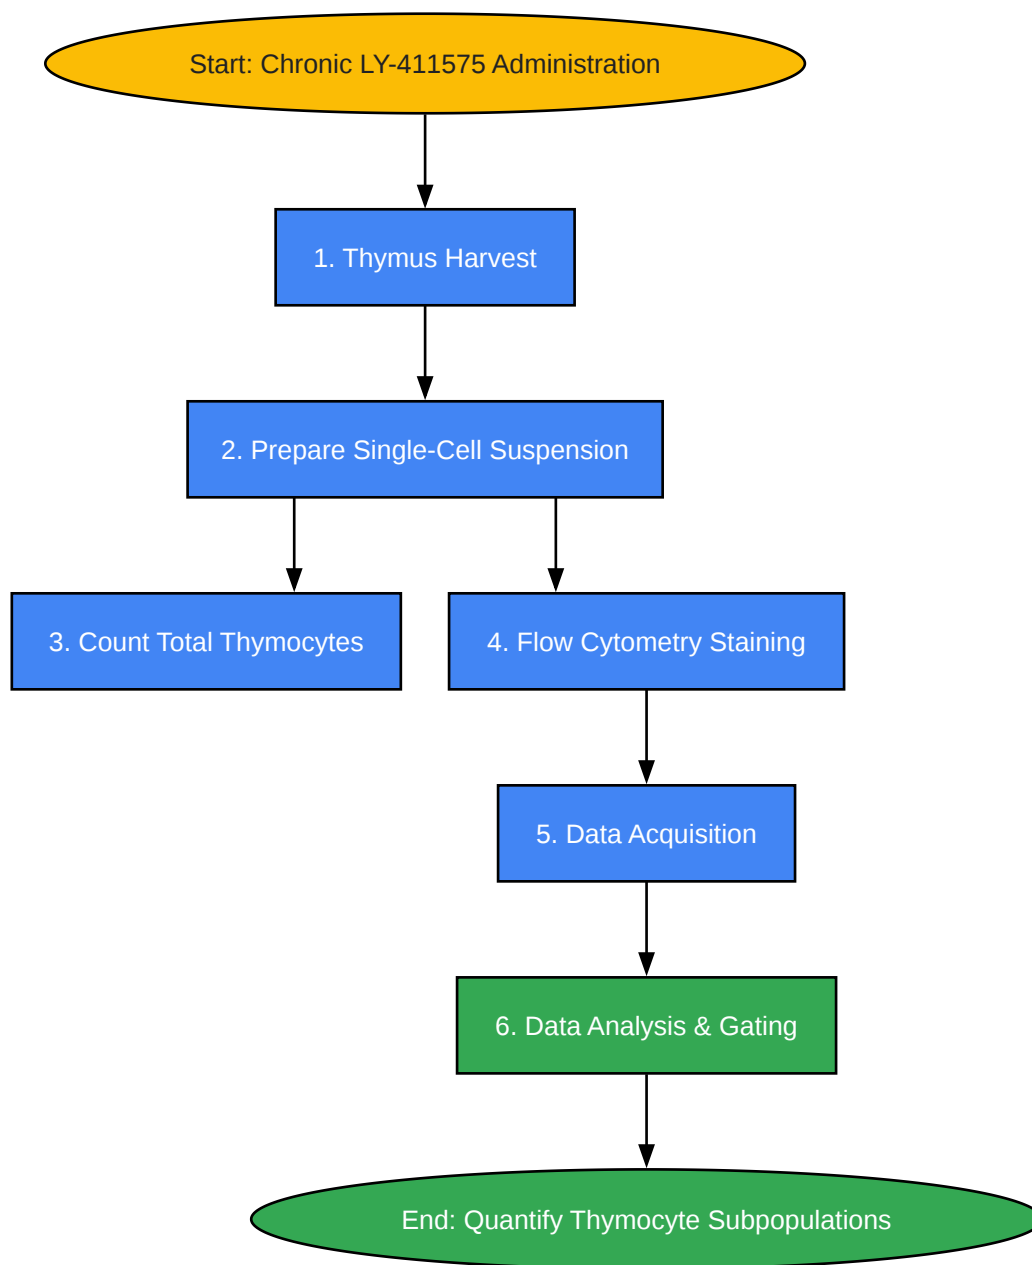 Start: Chronic LY-411575 Administration
1. Thymus Harvest
2. Prepare Single-Cell Suspension
3. Count Total Thymocytes
4. Flow Cytometry Staining
5. Data Acquisition
6. Data Analysis & Gating
End: Quantify Thymocyte Subpopulations